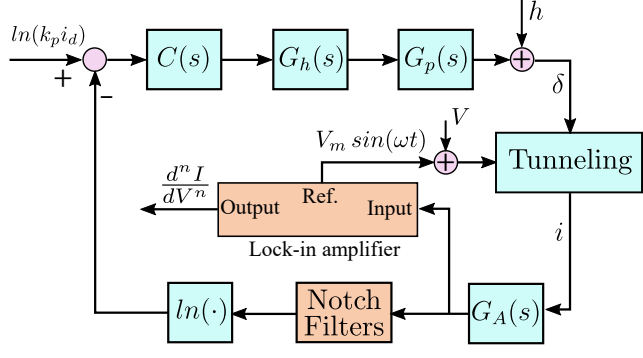 h
ln(k_p i_d)
+
C(s)
G_h(s)
G_p(s)
+
δ
−
V
V_m sin(ωt)
+
Tunneling
d^n I
dV^n
Ref.
Output
Input
Lock-in amplifier
i
ln(·)
Notch
Filters
G_A(s)